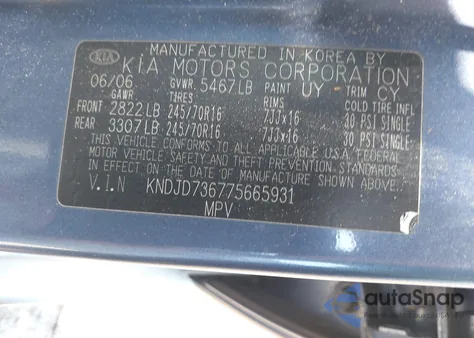 MANUFACTURED IN KOREA BY
KIA KIA MOTORS CORPORATION
06/06 GVWR: 5467LB PAINT UY TRIM CY
GAWR TIRES RIMS COLD TIRE INFL
FRONT 2822LB 245/70R16 7JJx16 30 PSI SINGLE
REAR 3307LB 245/70R16 7JJx16 30 PSI SINGLE
THIS VEHICLE CONFORMS TO ALL APPLICABLE U.S.A. FEDERAL
MOTOR VEHICLE SAFETY AND THEFT PREVENTION STANDARDS
IN EFFECT ON THE DATE OF MANUFACTURE SHOWN ABOVE.
V.I.N KNDJD736775665931
MPV
autaSnap